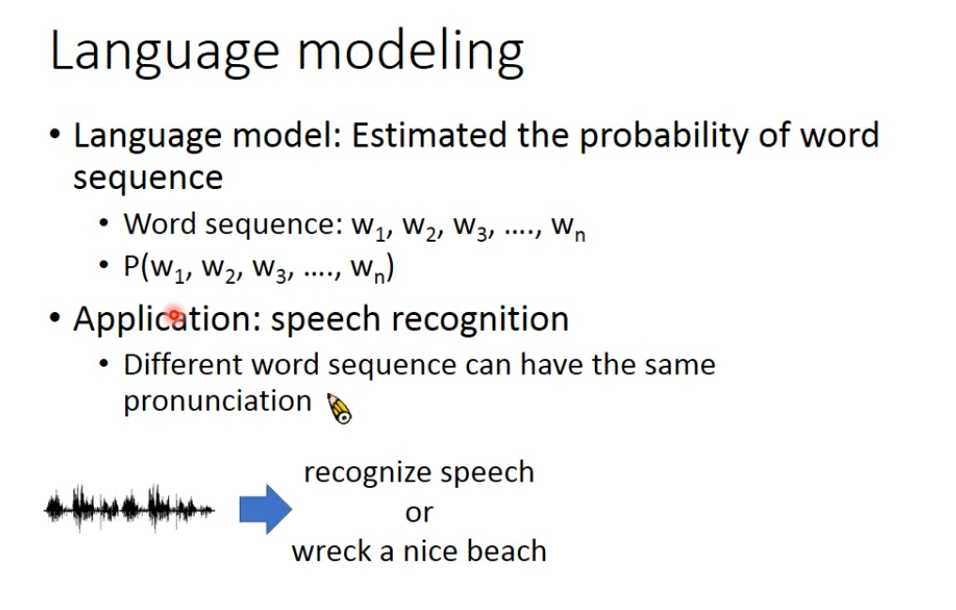 Language modeling
• Language model: Estimated the probability of word
sequence
• Word sequence: w₁, w₂, w₃, ...., wₙ
• P(w₁, w₂, w₃, ...., wₙ)
• Application: speech recognition
• Different word sequence can have the same
pronunciation
recognize speech
or
wreck a nice beach